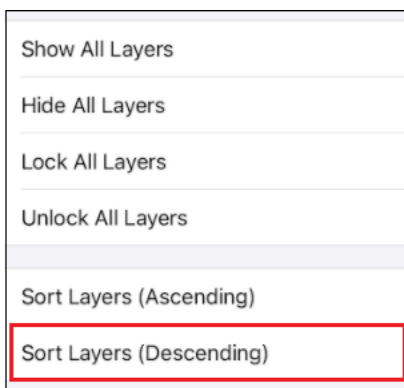 Show All Layers
Hide All Layers
Lock All Layers
Unlock All Layers
Sort Layers (Ascending)
Sort Layers (Descending)